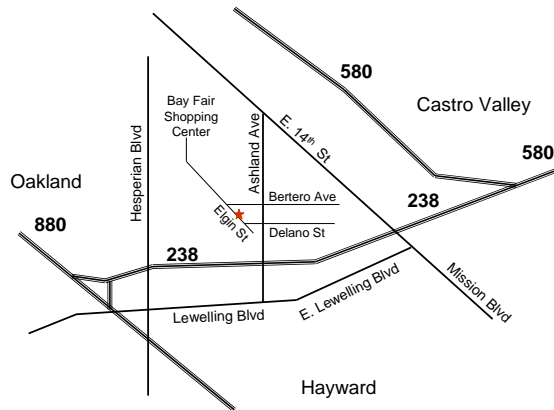 580
Castro Valley
580
Bay Fair
Shopping
Center
Hesperian Blvd
Ashland Ave
E. 14th St
Oakland
880
Bertero Ave
Elgin St
Delano St
238
238
Lewelling Blvd
E. Lewelling Blvd
Mission Blvd
Hayward